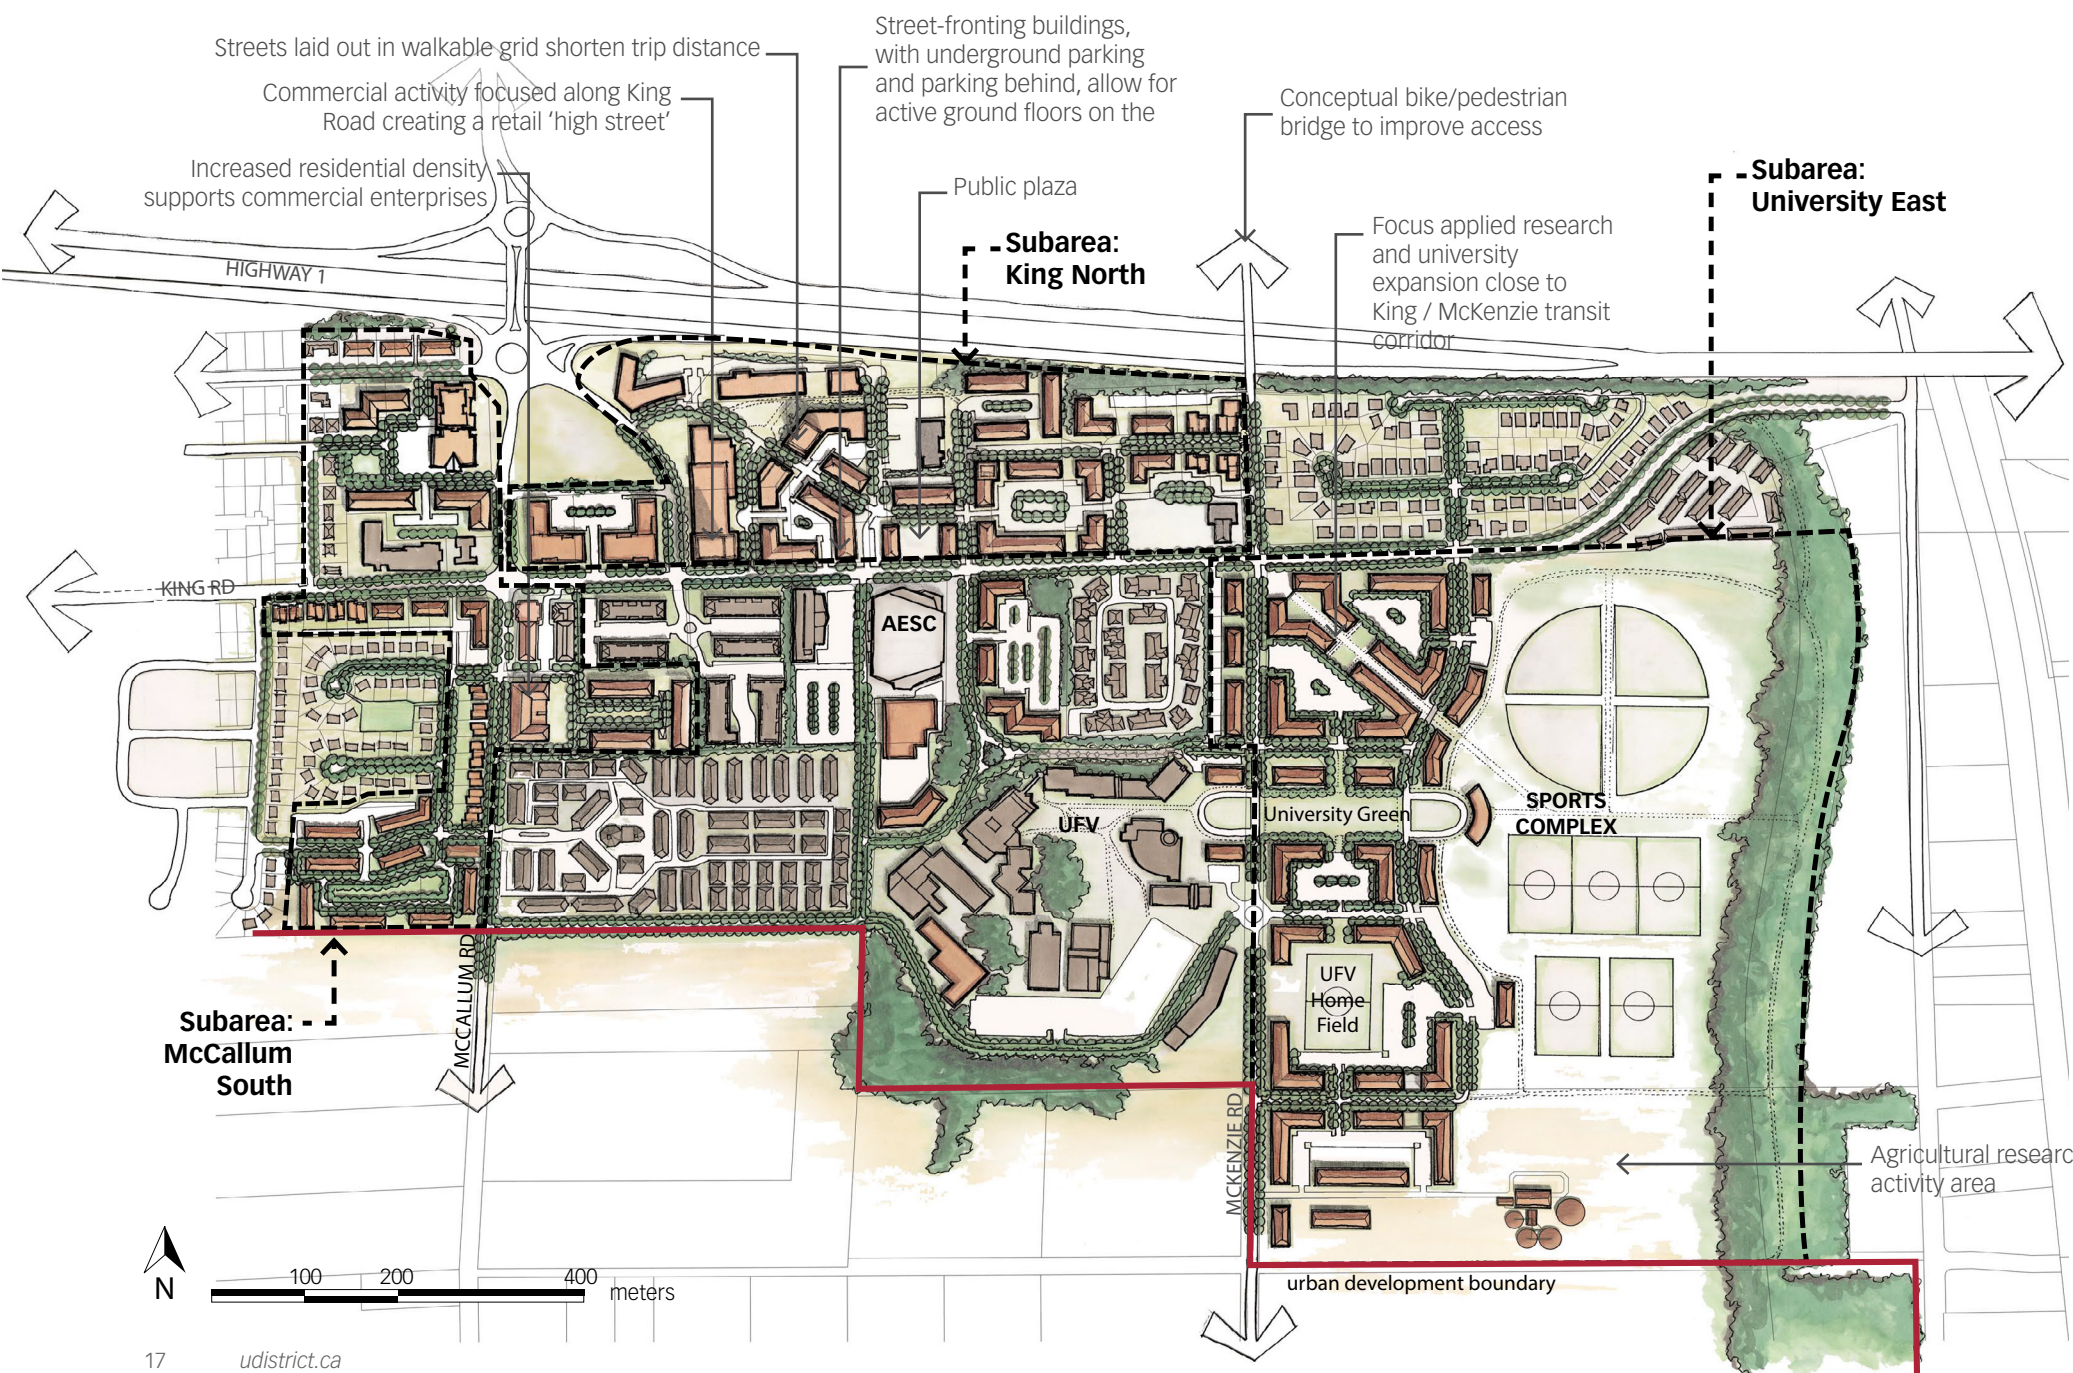 Streets laid out in walkable grid shorten trip distance
Commercial activity focused along King
Road creating a retail ‘high street’
Increased residential density
supports commercial enterprises
Street-fronting buildings,
with underground parking
and parking behind, allow for
active ground floors on the
Public plaza
Subarea:
King North
Conceptual bike/pedestrian
bridge to improve access
Focus applied research
and university
expansion close to
King / McKenzie transit
corridor
Subarea:
University East
HIGHWAY 1
KING RD
AESC
UFV
University Green
SPORTS
COMPLEX
UFV
Home
Field
MCCALLUM RD
MCKENZIE RD
Subarea:
McCallum
South
Agricultural researc
activity area
urban development boundary
N
100 200 400
meters
17 udistrict.ca